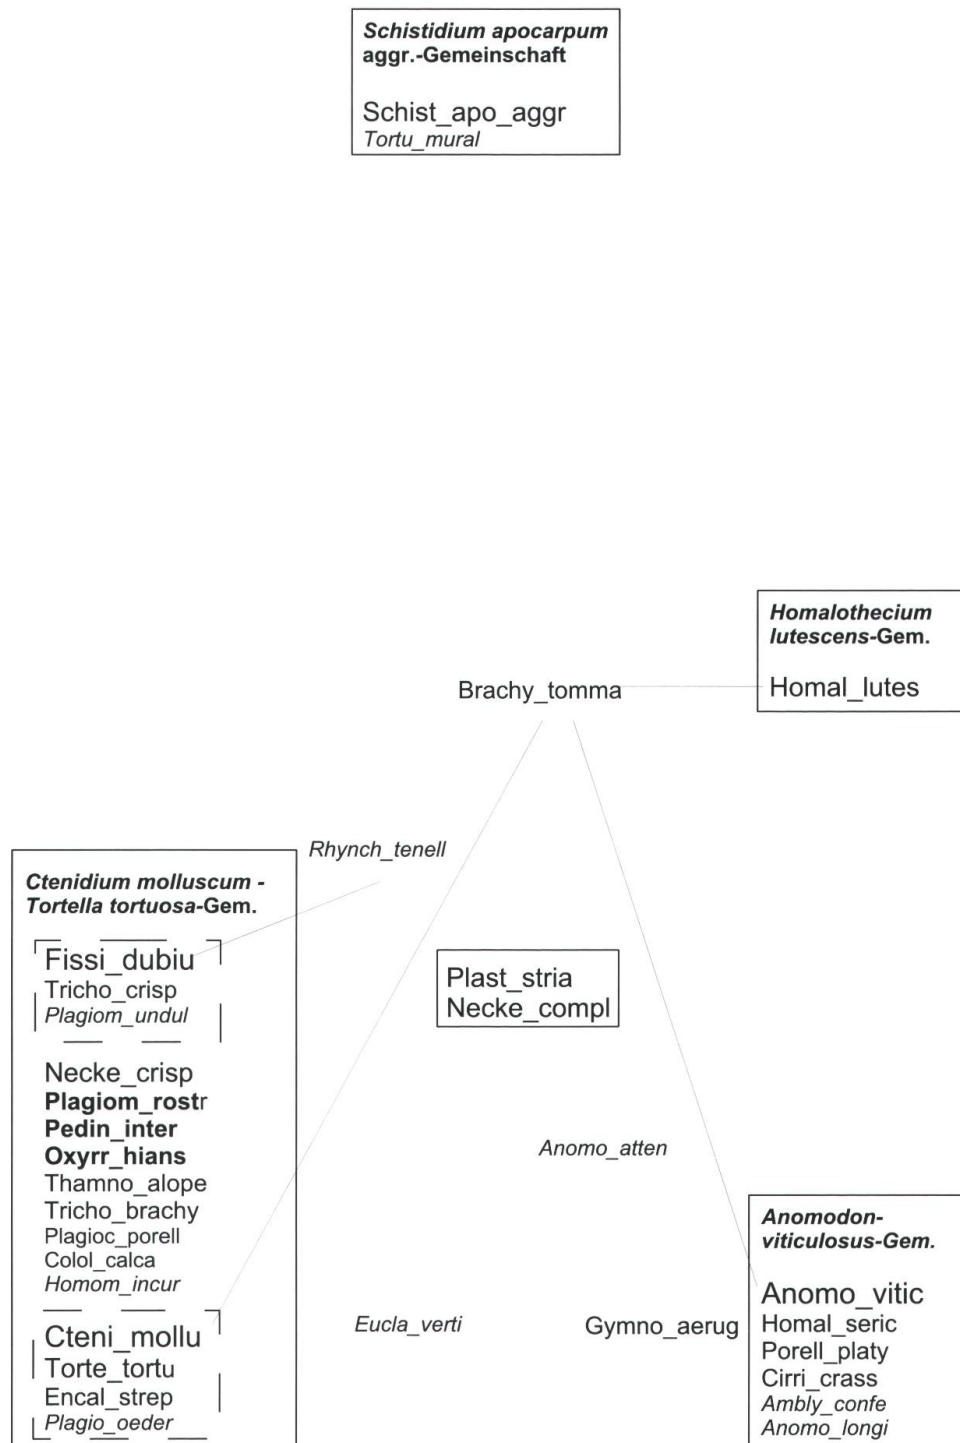 Schistidium apocarpum
aggr.-Gemeinschaft
Schist_apo_aggr
Tortu_mural
Homalothecium
lutescens-Gem.
Homal_lutes
Brachy_tomma
Rhynch_tenell
Ctenidium molluscum -
Tortella tortuosa-Gem.
Fissi_dubiu
Tricho_crisp
Plagiom_undul
Necke_crisp
Plagiom_rostr
Pedin_inter
Oxyrr_hians
Thamno_alope
Tricho_brachy
Plagioc_porell
Colol_calca
Homom_incur
Cteni_mollu
Torte_tortu
Encal_strep
Plagio_oeder
Plast_stria
Necke_compl
Anomo_atten
Eucla_verti
Gymno_aerug
Anomodon-
viticulosus-Gem.
Anomo_vitic
Homal_seric
Porell_platy
Cirri_crass
Ambly_confe
Anomo_longi